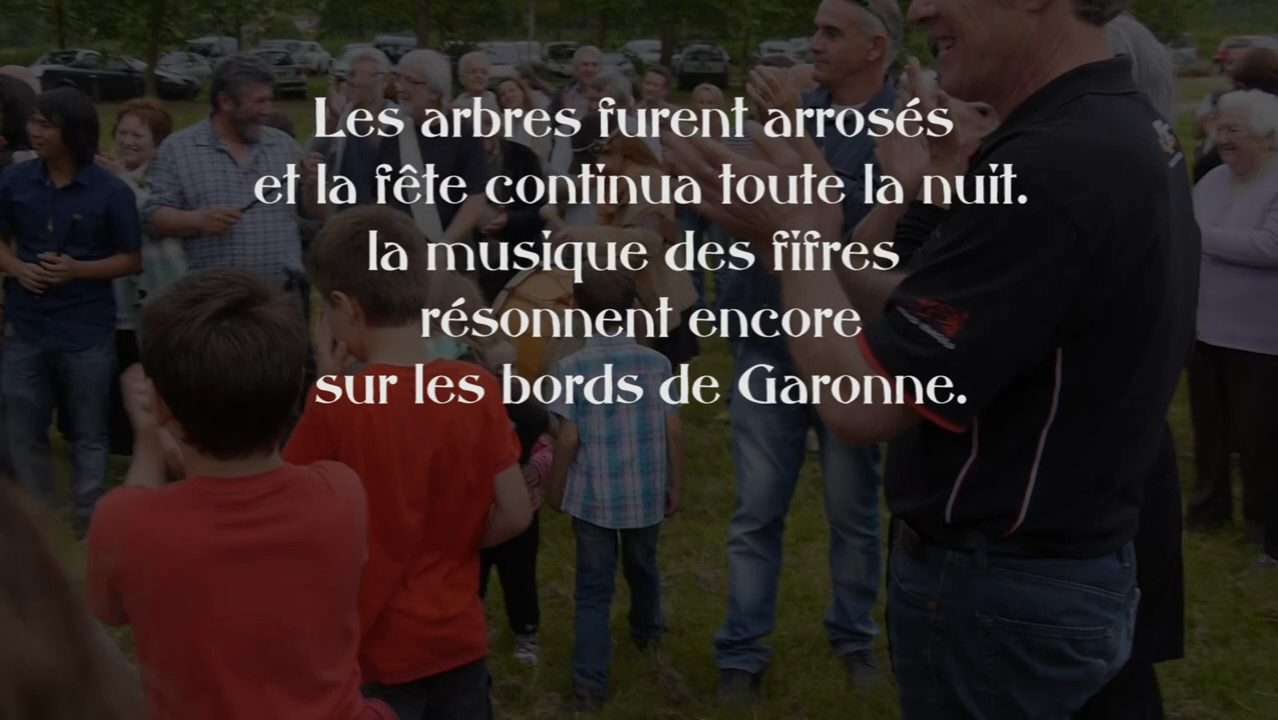 Les arbres furent arrosés
et la fête continua toute la nuit.
la musique des fifres
résonnent encore
sur les bords de Garonne.